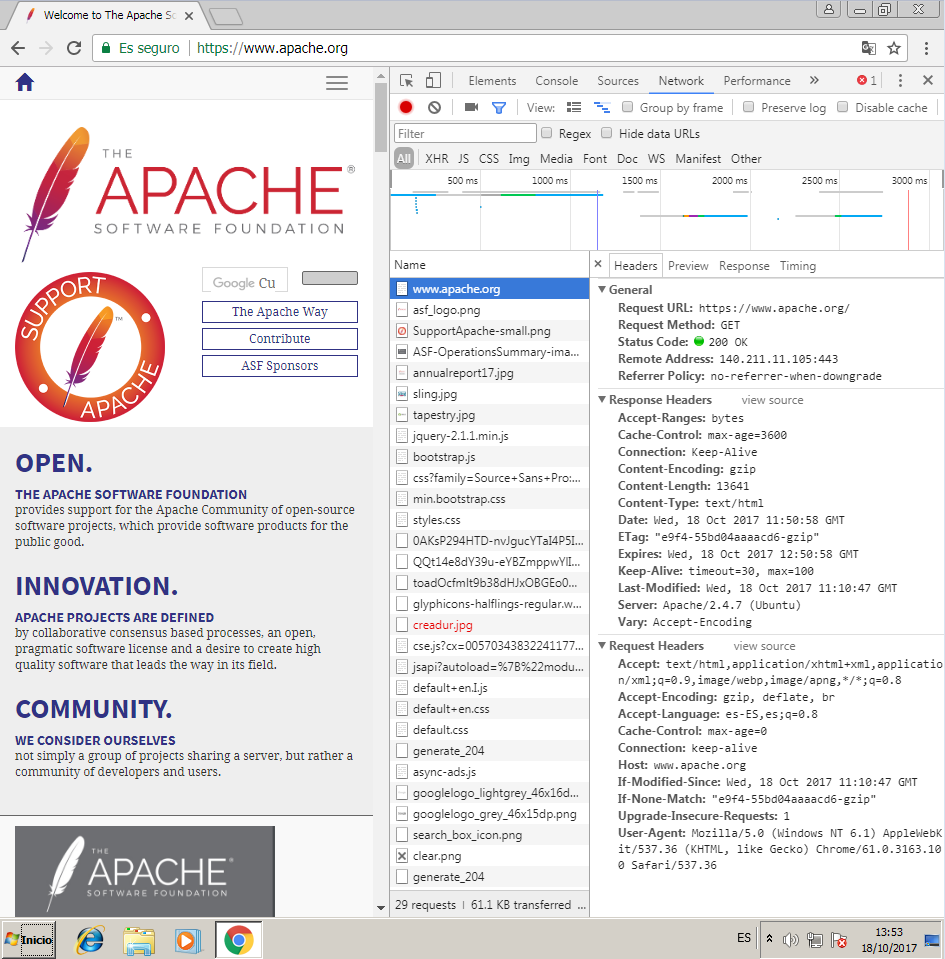 Welcome to The Apache So
Es seguro
https://www.apache.org
THE
APACHE®
SOFTWARE FOUNDATION
SUPPORT
APACHE
™
Google Cu
The Apache Way
Contribute
ASF Sponsors
OPEN.
THE APACHE SOFTWARE FOUNDATION
provides support for the Apache Community of open-source
software projects, which provide software products for the
public good.
INNOVATION.
APACHE PROJECTS ARE DEFINED
by collaborative consensus based processes, an open,
pragmatic software license and a desire to create high
quality software that leads the way in its field.
COMMUNITY.
WE CONSIDER OURSELVES
not simply a group of projects sharing a server, but rather a
community of developers and users.
THE
APACHE®
SOFTWARE FOUNDATION
Elements Console Sources Network Performance » 1
View: Group by frame Preserve log Disable cache
Filter Regex Hide data URLs
All XHR JS CSS Img Media Font Doc WS Manifest Other
500 ms 1000 ms 1500 ms 2000 ms 2500 ms 3000 ms
Name
www.apache.org
asf_logo.png
SupportApache-small.png
ASF-OperationsSummary-ima...
annualreport17.jpg
sling.jpg
tapestry.jpg
jquery-2.1.1.min.js
bootstrap.js
css?family=Source+Sans+Pro:...
min.bootstrap.css
styles.css
0AKsP294HTD-nvJgucYTaI4P5I...
QQt14e8dY39u-eYBZmppwYlI...
toadOcfmlt9b38dHJxOBGEo0...
glyphicons-halflings-regular.w...
creadur.jpg
cse.js?cx=00570343832241177...
jsapi?autoload=%7B%22modu...
default+en.I.js
default+en.css
default.css
generate_204
async-ads.js
googlelogo_lightgrey_46x16d...
googlelogo_grey_46x15dp.png
search_box_icon.png
clear.png
generate_204
29 requests | 61.1 KB transferred ...
Headers Preview Response Timing
General
Request URL: https://www.apache.org/
Request Method: GET
Status Code: 200 OK
Remote Address: 140.211.11.105:443
Referrer Policy: no-referrer-when-downgrade
Response Headers view source
Accept-Ranges: bytes
Cache-Control: max-age=3600
Connection: Keep-Alive
Content-Encoding: gzip
Content-Length: 13641
Content-Type: text/html
Date: Wed, 18 Oct 2017 11:50:58 GMT
ETag: "e9f4-55bd04aaaacd6-gzip"
Expires: Wed, 18 Oct 2017 12:50:58 GMT
Keep-Alive: timeout=30, max=100
Last-Modified: Wed, 18 Oct 2017 11:10:47 GMT
Server: Apache/2.4.7 (Ubuntu)
Vary: Accept-Encoding
Request Headers view source
Accept: text/html,application/xhtml+xml,applicatio
n/xml;q=0.9,image/webp,image/apng,*/*;q=0.8
Accept-Encoding: gzip, deflate, br
Accept-Language: es-ES,es;q=0.8
Cache-Control: max-age=0
Connection: keep-alive
Host: www.apache.org
If-Modified-Since: Wed, 18 Oct 2017 11:10:47 GMT
If-None-Match: "e9f4-55bd04aaaacd6-gzip"
Upgrade-Insecure-Requests: 1
User-Agent: Mozilla/5.0 (Windows NT 6.1) AppleWebK
it/537.36 (KHTML, like Gecko) Chrome/61.0.3163.10
0 Safari/537.36
Inicio
ES
13:53
18/10/2017